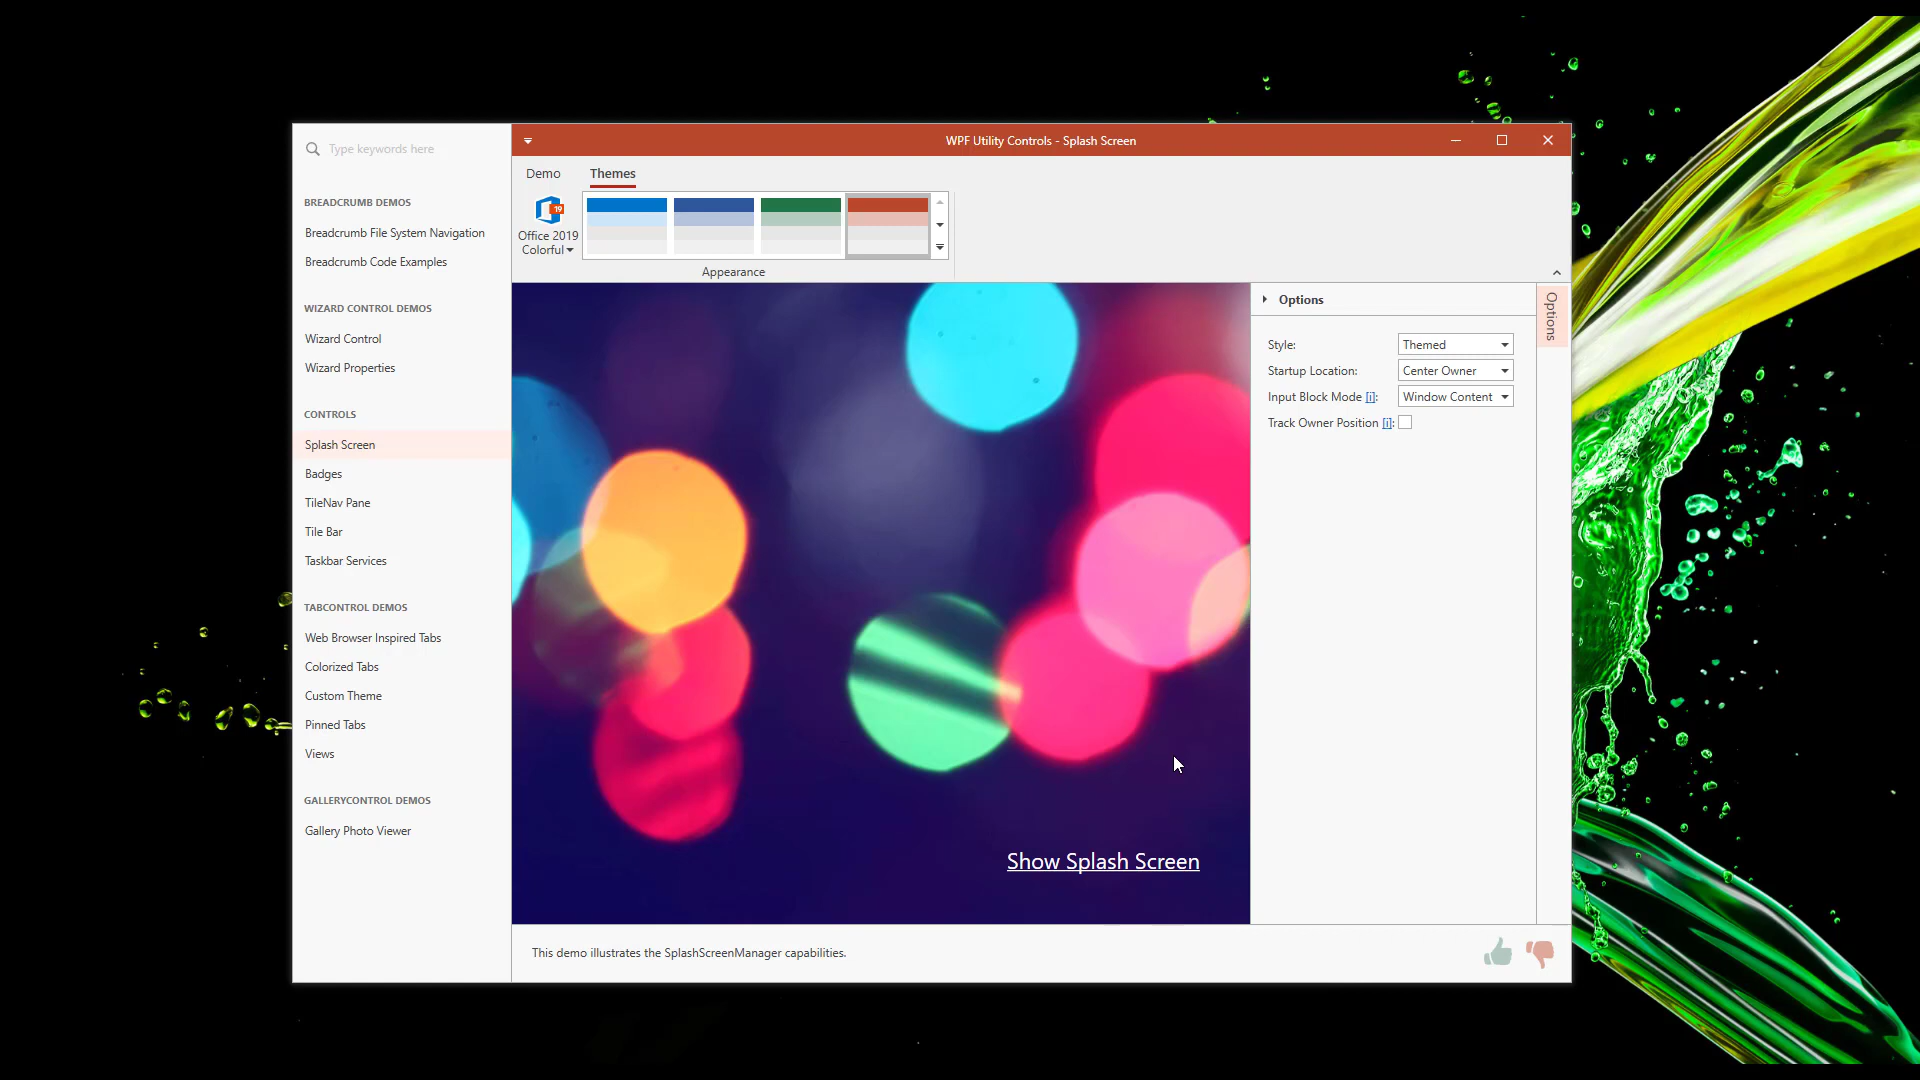 Type keywords here
BREADCRUMB DEMOS
Breadcrumb File System Navigation
Breadcrumb Code Examples
WIZARD CONTROL DEMOS
Wizard Control
Wizard Properties
CONTROLS
Splash Screen
Badges
TileNav Pane
Tile Bar
Taskbar Services
TABCONTROL DEMOS
Web Browser Inspired Tabs
Colorized Tabs
Custom Theme
Pinned Tabs
Views
GALLERYCONTROL DEMOS
Gallery Photo Viewer
WPF Utility Controls - Splash Screen
Demo Themes
19
Office 2019
Colorful
Appearance
Options
Options
Style: Themed
Startup Location: Center Owner
Input Block Mode [i]: Window Content
Track Owner Position [i]:
Show Splash Screen
This demo illustrates the SplashScreenManager capabilities.